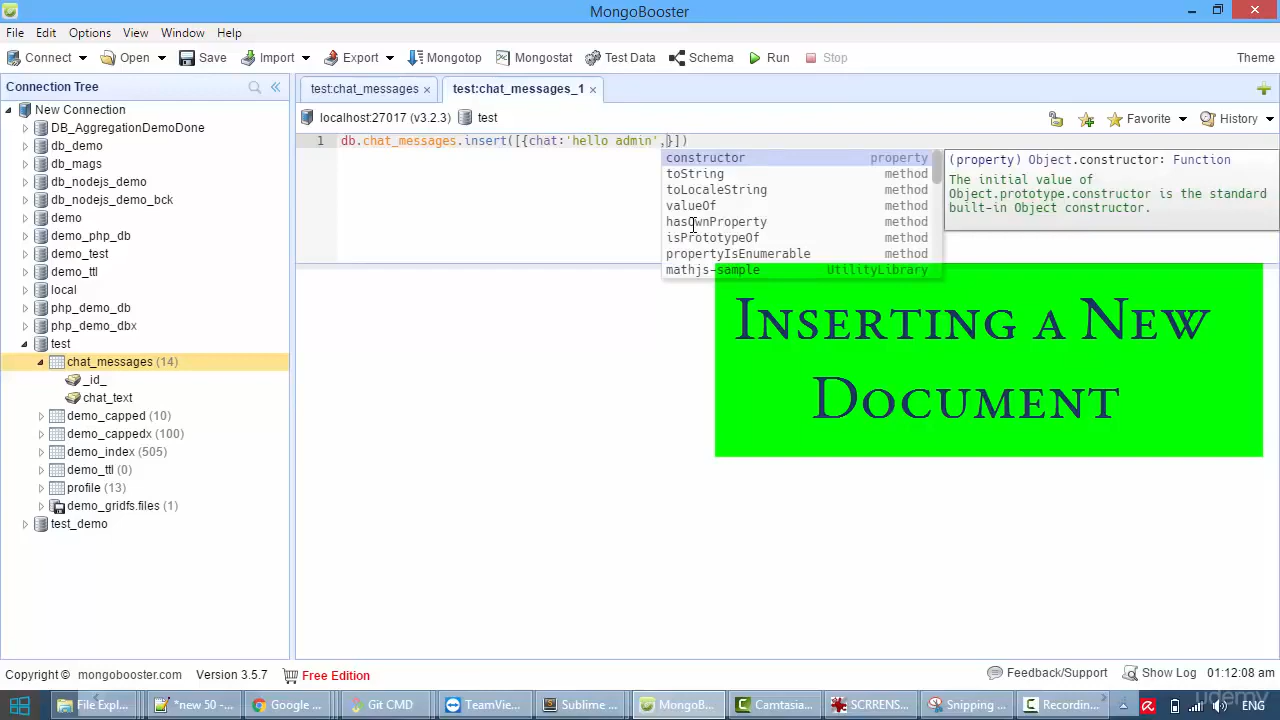 MongoBooster
File Edit Options View Window Help
Connect Open Save Import Export Mongotop Mongostat Test Data Schema Run Stop Theme
Connection Tree
test:chat_messages × test:chat_messages_1 ×
New Connection
DB_AggregationDemoDone
db_demo
db_mags
db_nodejs_demo
db_nodejs_demo_bck
demo
demo_php_db
demo_test
demo_ttl
local
php_demo_db
php_demo_dbx
test
chat_messages (14)
_id_
chat_text
demo_capped (10)
demo_cappedx (100)
demo_index (505)
demo_ttl (0)
profile (13)
demo_gridfs.files (1)
test_demo
localhost:27017 (v3.2.3) test Favorite History
1 db.chat_messages.insert([{chat:'hello admin',}])
constructor property
toString method
toLocaleString method
valueOf method
hasOwnProperty method
isPrototypeOf method
propertyIsEnumerable method
mathjs-sample UtilityLibrary
(property) Object.constructor: Function
The initial value of
Object.prototype.constructor is the standard
built-in Object constructor.
Inserting a New
Document
Copyright © mongobooster.com Version 3.5.7 Free Edition Feedback/Support Show Log 01:12:08 am
File Expl... *new 50 -... Google ... Git CMD TeamVie... Sublime ... MongoB... Camtasia... SCRRENS... Snipping ... Recordin... ENG
udemy